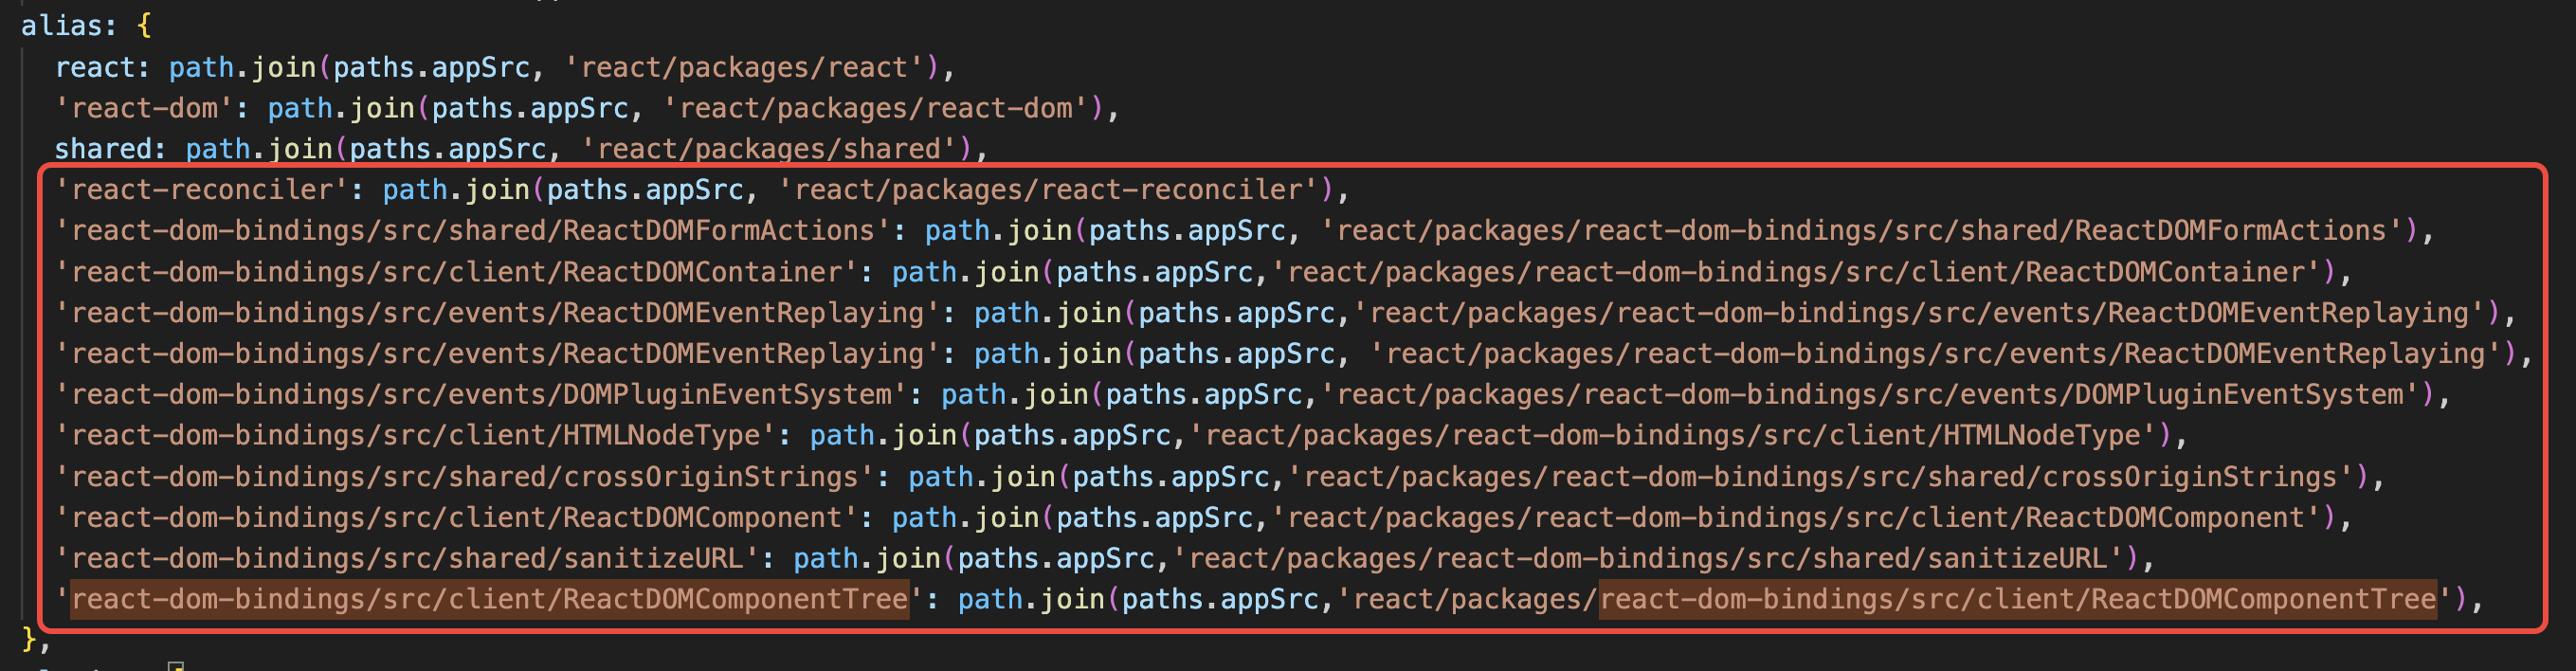 alias: {
react: path.join(paths.appSrc, 'react/packages/react'),
'react-dom': path.join(paths.appSrc, 'react/packages/react-dom'),
shared: path.join(paths.appSrc, 'react/packages/shared'),
'react-reconciler': path.join(paths.appSrc, 'react/packages/react-reconciler'),
'react-dom-bindings/src/shared/ReactDOMFormActions': path.join(paths.appSrc, 'react/packages/react-dom-bindings/src/shared/ReactDOMFormActions'),
'react-dom-bindings/src/client/ReactDOMContainer': path.join(paths.appSrc,'react/packages/react-dom-bindings/src/client/ReactDOMContainer'),
'react-dom-bindings/src/events/ReactDOMEventReplaying': path.join(paths.appSrc,'react/packages/react-dom-bindings/src/events/ReactDOMEventReplaying'),
'react-dom-bindings/src/events/ReactDOMEventReplaying': path.join(paths.appSrc, 'react/packages/react-dom-bindings/src/events/ReactDOMEventReplaying'),
'react-dom-bindings/src/events/DOMPluginEventSystem': path.join(paths.appSrc,'react/packages/react-dom-bindings/src/events/DOMPluginEventSystem'),
'react-dom-bindings/src/client/HTMLNodeType': path.join(paths.appSrc,'react/packages/react-dom-bindings/src/client/HTMLNodeType'),
'react-dom-bindings/src/shared/crossOriginStrings': path.join(paths.appSrc,'react/packages/react-dom-bindings/src/shared/crossOriginStrings'),
'react-dom-bindings/src/client/ReactDOMComponent': path.join(paths.appSrc,'react/packages/react-dom-bindings/src/client/ReactDOMComponent'),
'react-dom-bindings/src/shared/sanitizeURL': path.join(paths.appSrc,'react/packages/react-dom-bindings/src/shared/sanitizeURL'),
'react-dom-bindings/src/client/ReactDOMComponentTree': path.join(paths.appSrc,'react/packages/react-dom-bindings/src/client/ReactDOMComponentTree'),
},